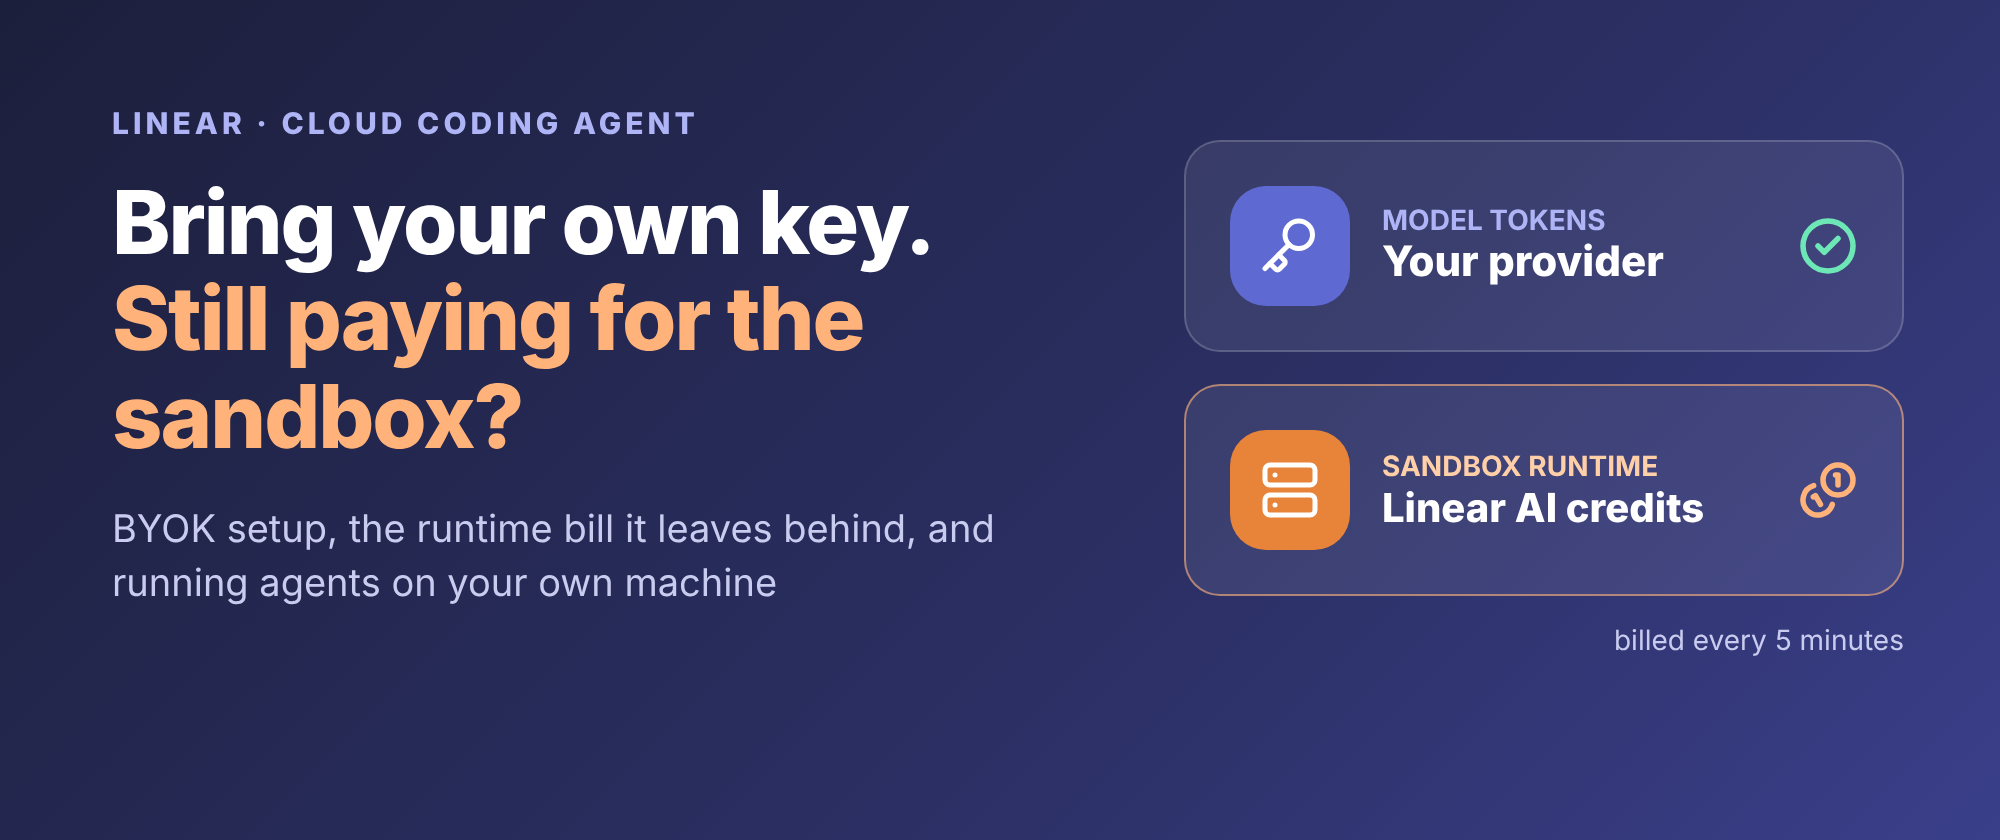 LINEAR · CLOUD CODING AGENT
Bring your own key.
Still paying for the
sandbox?
BYOK setup, the runtime bill it leaves behind, and
running agents on your own machine
MODEL TOKENS
Your provider
SANDBOX RUNTIME
Linear AI credits
1
1
billed every 5 minutes